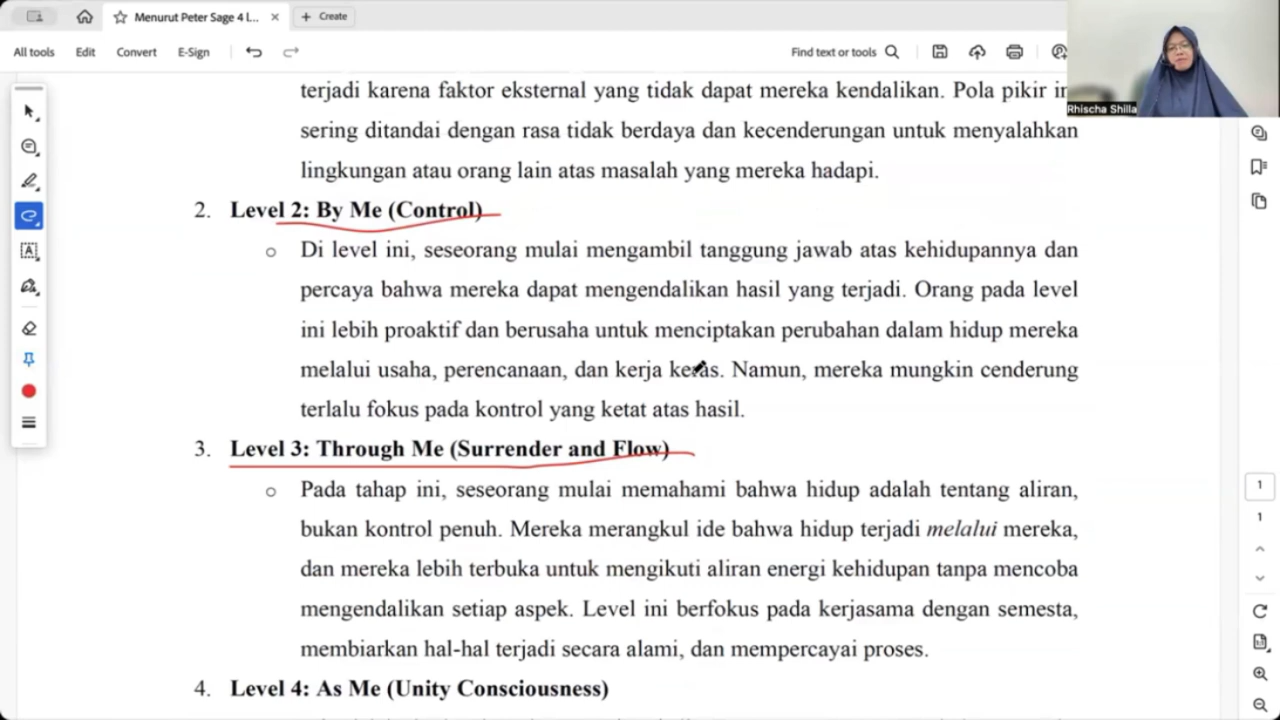 Menurut Peter Sage 4 l...
Create
All tools
Edit
Convert
E-Sign
Find text or tools
Rhischa Shilla
terjadi karena faktor eksternal yang tidak dapat mereka kendalikan. Pola pikir
sering ditandai dengan rasa tidak berdaya dan kecenderungan untuk menyalahkan
lingkungan atau orang lain atas masalah yang mereka hadapi.
2. Level 2: By Me (Control)
o Di level ini, seseorang mulai mengambil tanggung jawab atas kehidupannya dan
percaya bahwa mereka dapat mengendalikan hasil yang terjadi. Orang pada level
ini lebih proaktif dan berusaha untuk menciptakan perubahan dalam hidup mereka
melalui usaha, perencanaan, dan kerja keras. Namun, mereka mungkin cenderung
terlalu fokus pada kontrol yang ketat atas hasil.
3. Level 3: Through Me (Surrender and Flow)
o Pada tahap ini, seseorang mulai memahami bahwa hidup adalah tentang aliran,
bukan kontrol penuh. Mereka merangkul ide bahwa hidup terjadi melalui mereka,
dan mereka lebih terbuka untuk mengikuti aliran energi kehidupan tanpa mencoba
mengendalikan setiap aspek. Level ini berfokus pada kerjasama dengan semesta,
membiarkan hal-hal terjadi secara alami, dan mempercayai proses.
4. Level 4: As Me (Unity Consciousness)
1
1